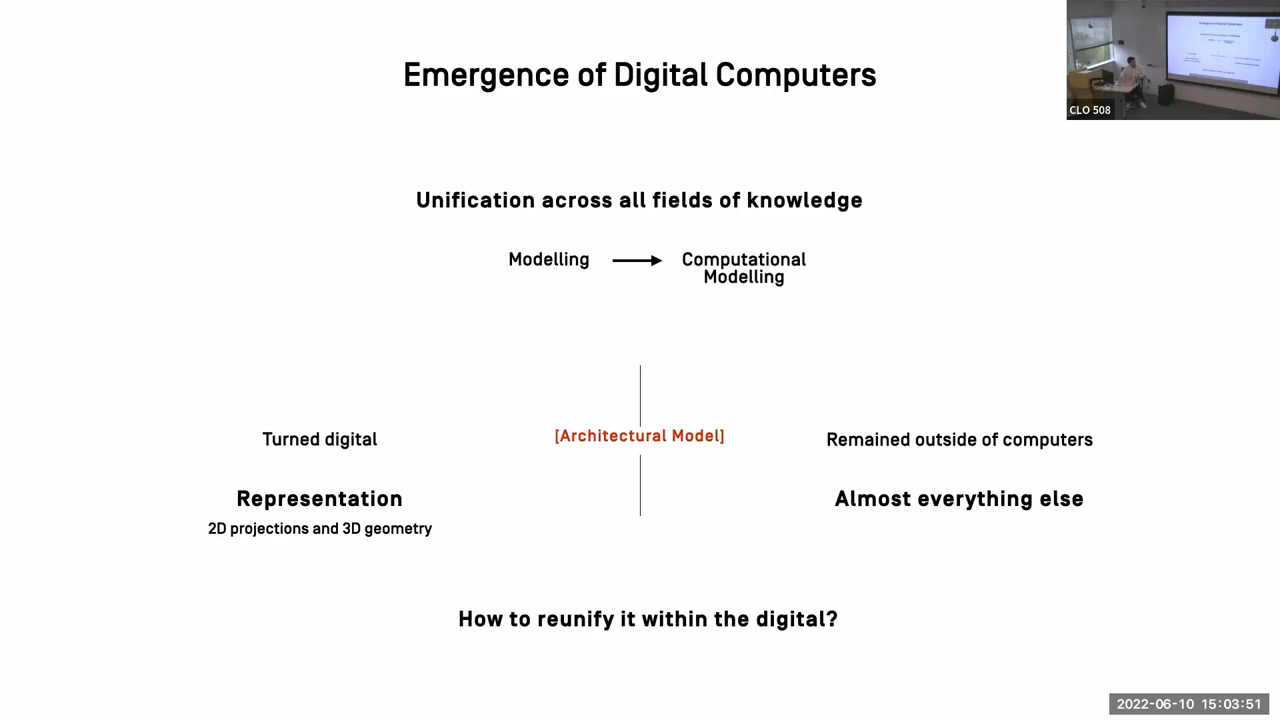 Emergence of Digital Computers
CLO 508
Unification across all fields of knowledge
Modelling
Computational
Modelling
Turned digital
[Architectural Model]
Remained outside of computers
Representation
Almost everything else
2D projections and 3D geometry
How to reunify it within the digital?
2022-06-10 15:03:51